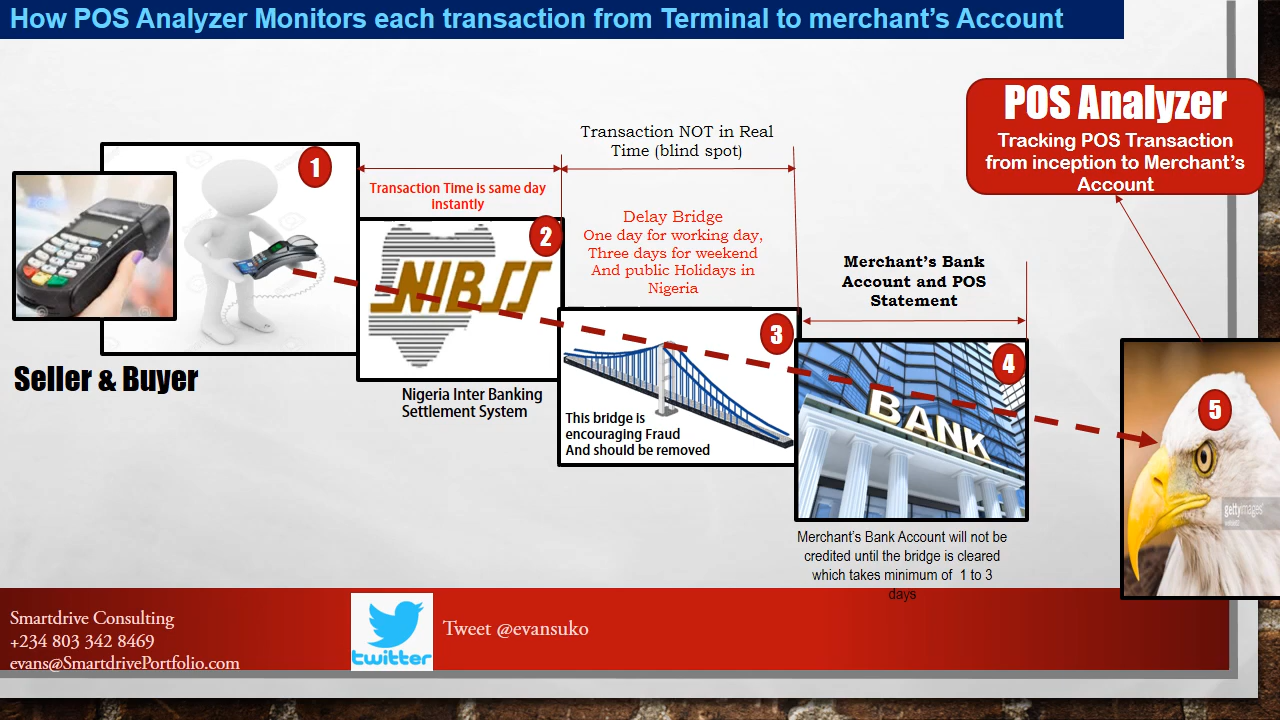 How POS Analyzer Monitors each transaction from Terminal to merchant’s Account
POS Analyzer
Tracking POS Transaction
from inception to Merchant’s
Account
1
Transaction Time is same day
instantly
2
NIBSS
Nigeria Inter Banking
Settlement System
Transaction NOT in Real
Time (blind spot)
Delay Bridge
One day for working day,
Three days for weekend
And public Holidays in
Nigeria
3
This bridge is
encouraging Fraud
And should be removed
Merchant’s Bank
Account and POS
Statement
4
BANK
Merchant’s Bank Account will not be
credited until the bridge is cleared
which takes minimum of 1 to 3
days
5
gettyimages
Seller & Buyer
Smartdrive Consulting
+234 803 342 8469
evans@SmartdrivePortfolio.com
twitter
Tweet @evansuko